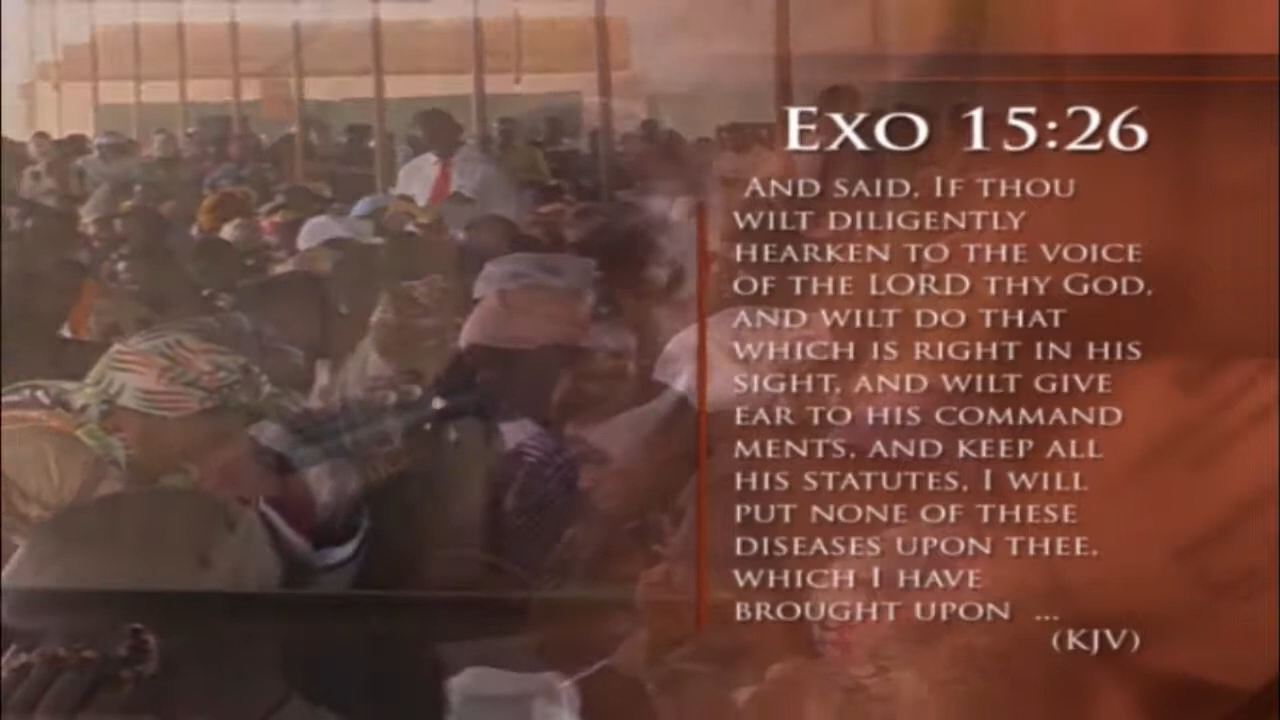 Exo 15:26
And said, If thou
wilt diligently
hearken to the voice
of the LORD thy God,
and wilt do that
which is right in his
sight, and wilt give
ear to his command
ments, and keep all
his statutes, I will
put none of these
diseases upon thee,
which I have
brought upon ...
(KJV)